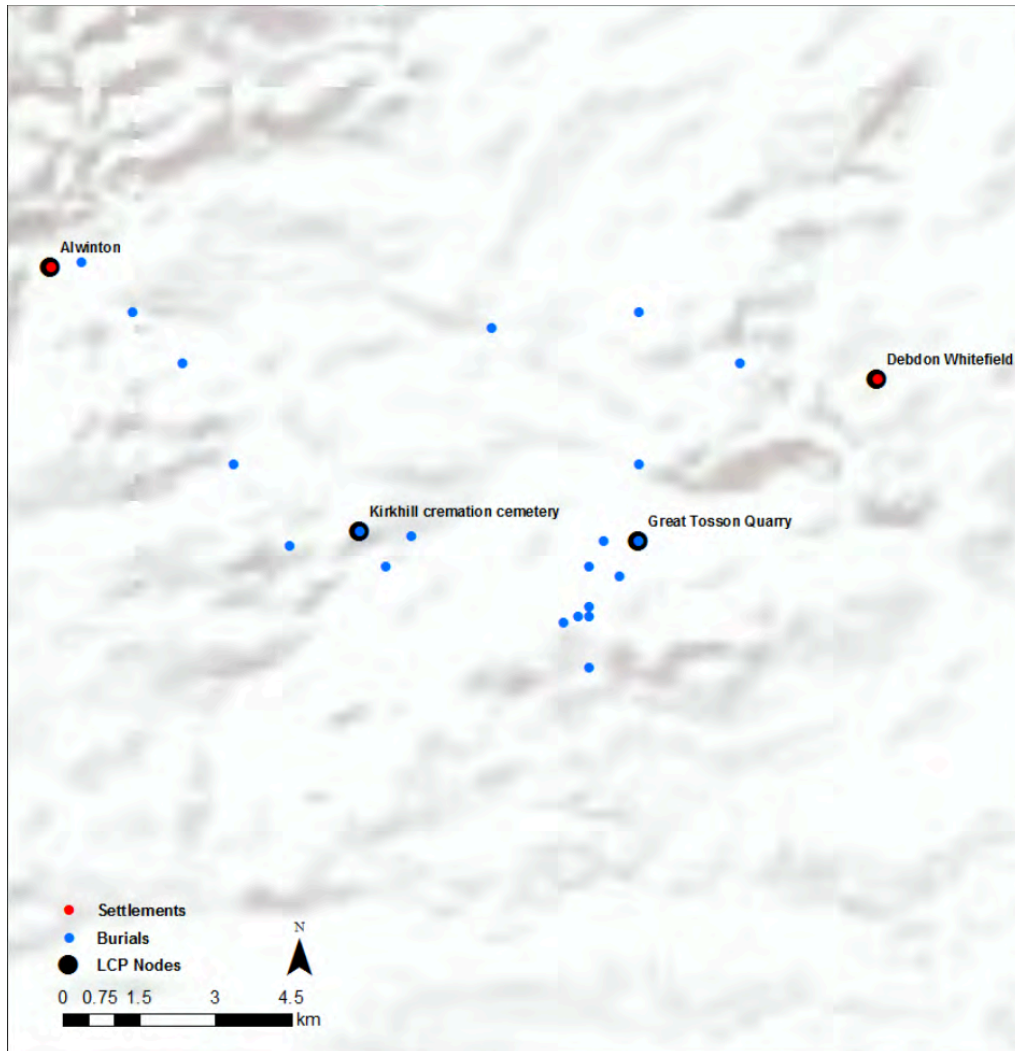 Alwinton
Debdon Whitefield
Kirkhill cremation cemetery
Great Tosson Quarry
Settlements
Burials
LCP Nodes
N
0 0.75 1.5 3 4.5
km